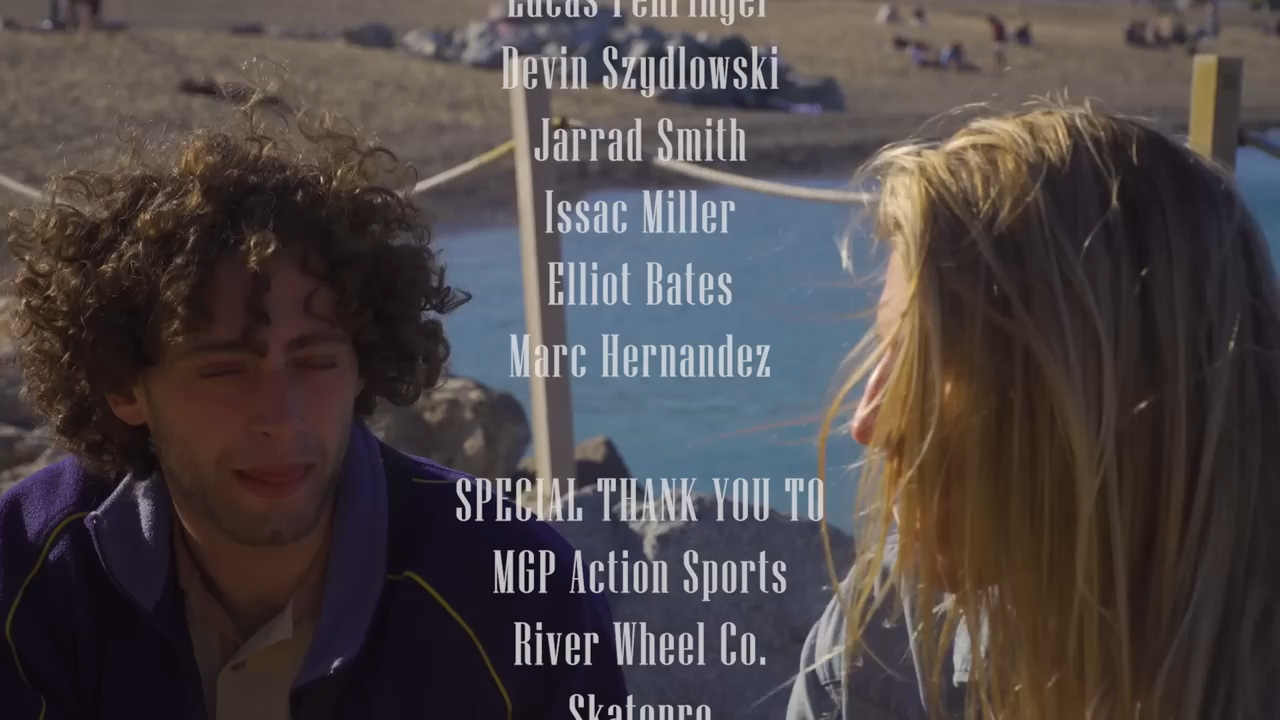 Devin Szydlowski
Jarrad Smith
Issac Miller
Elliot Bates
Marc Hernandez
SPECIAL THANK YOU TO
MGP Action Sports
River Wheel Co.